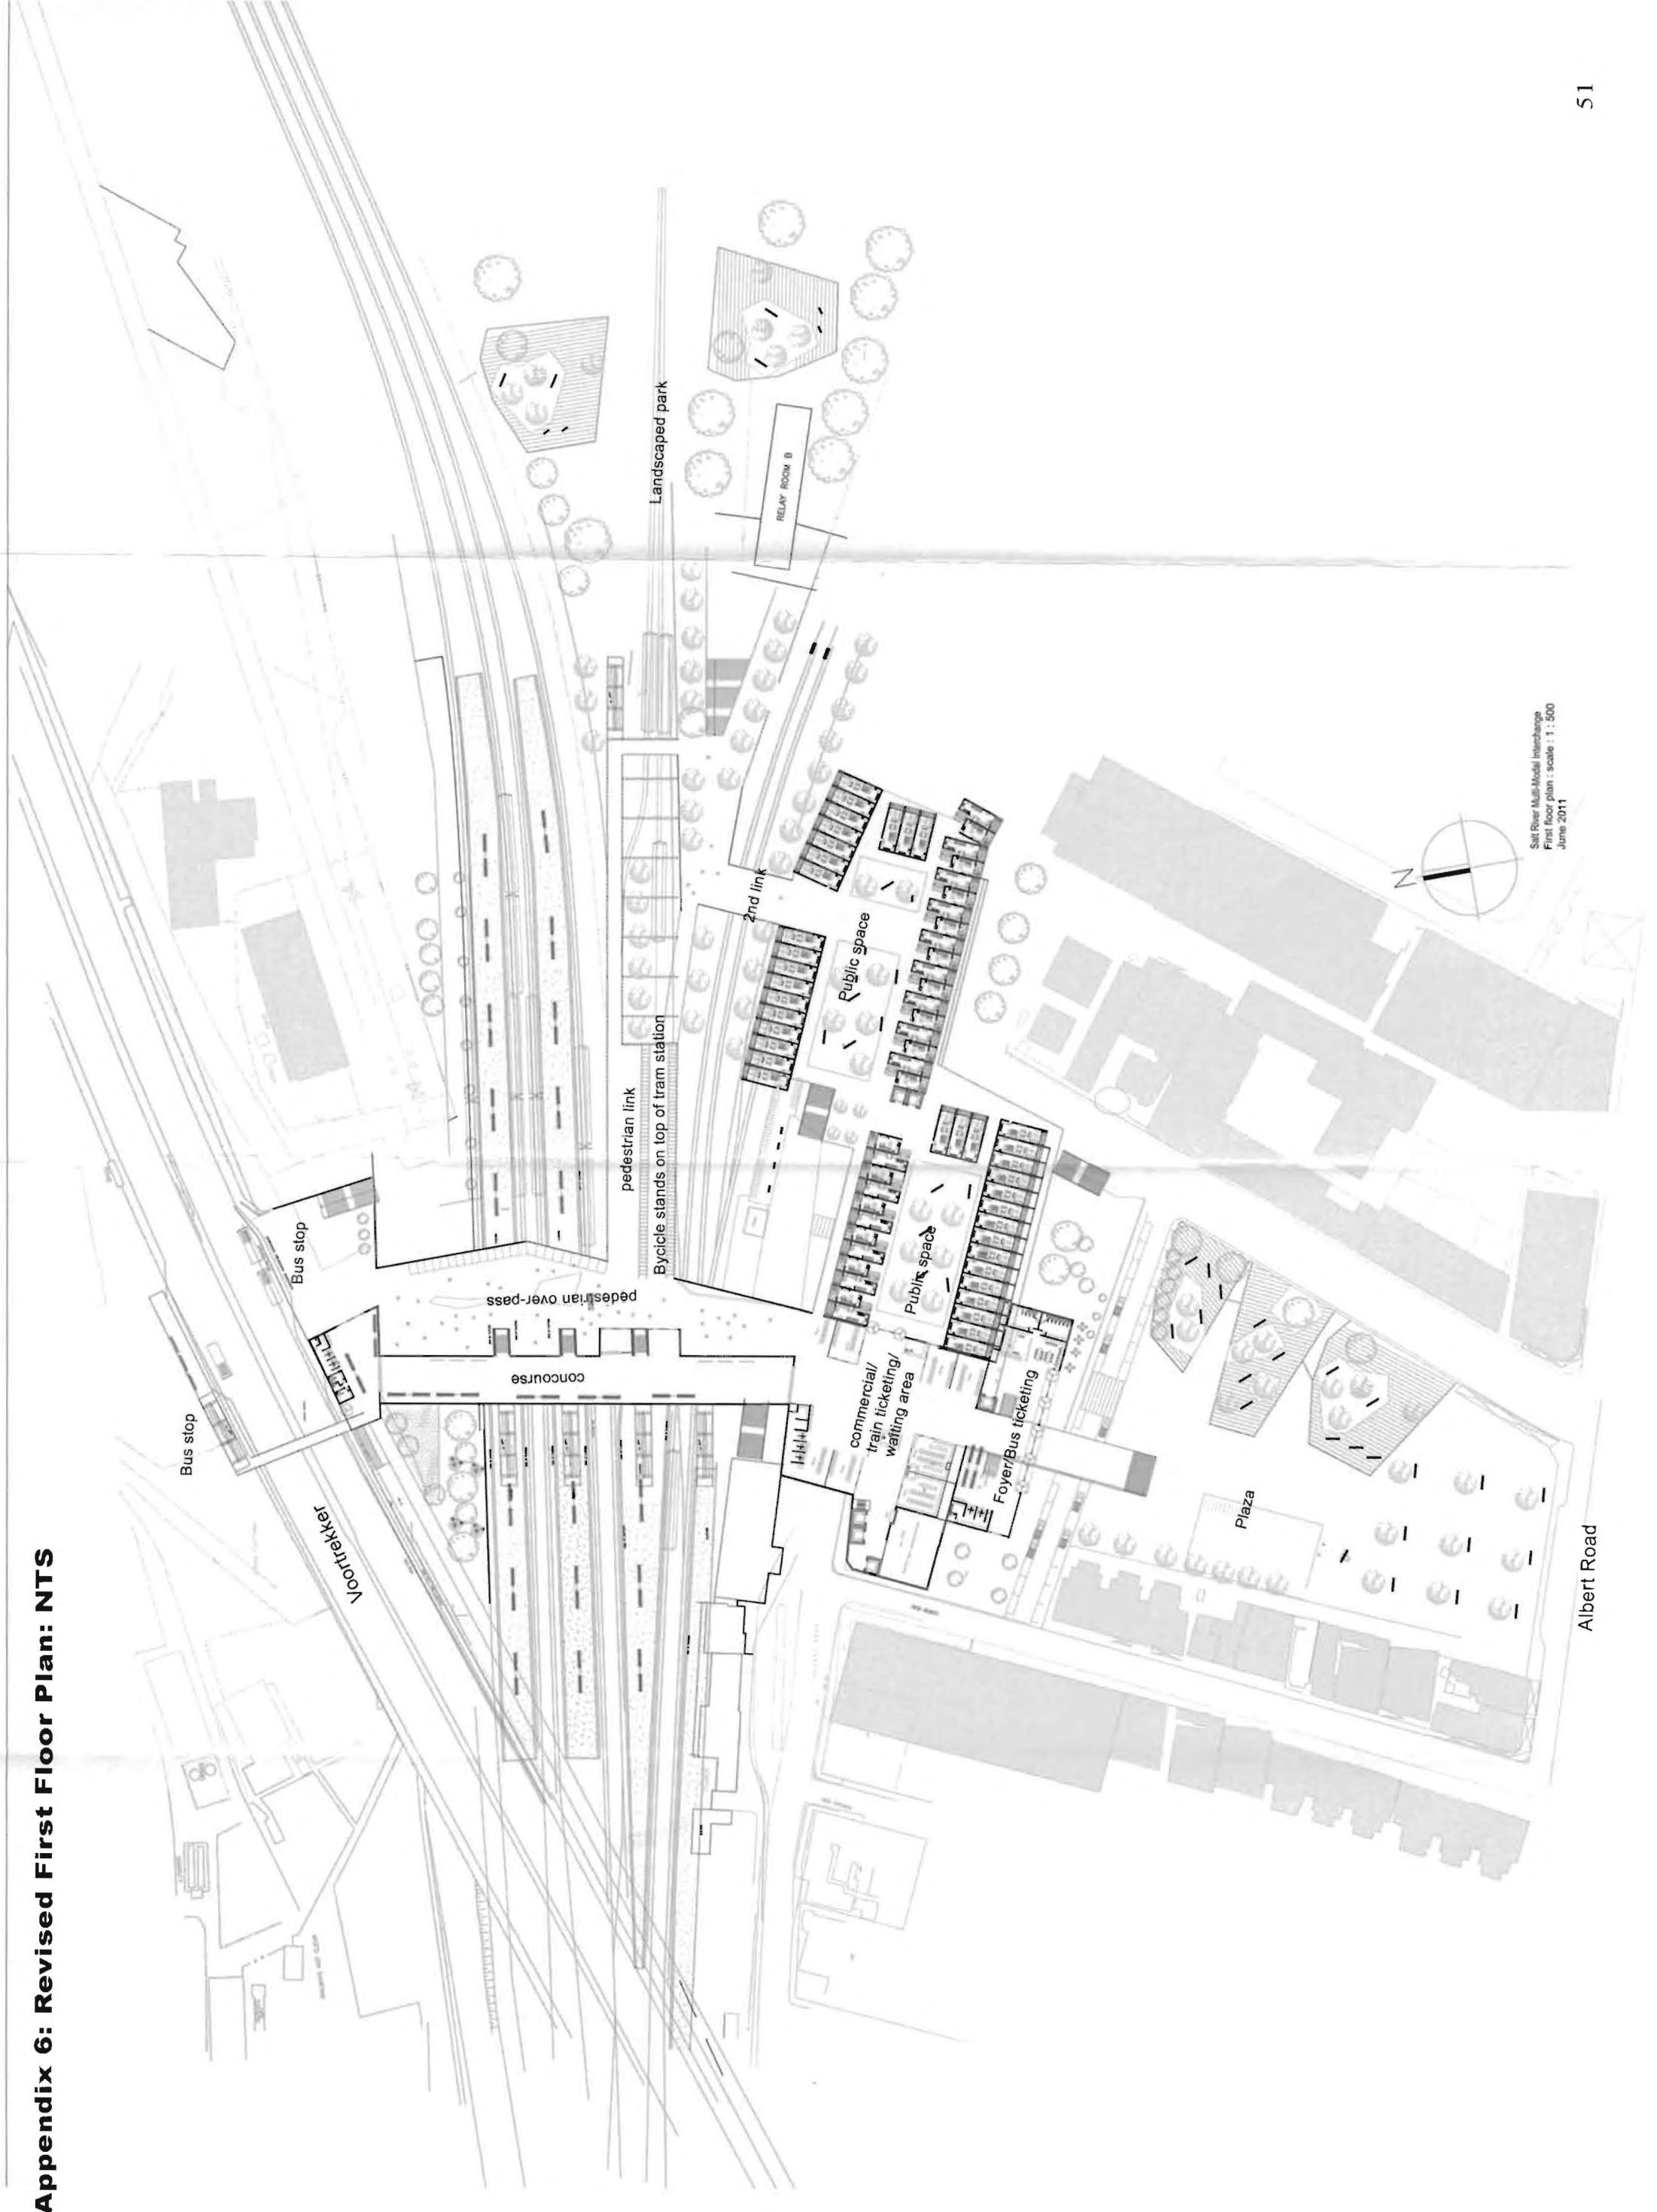 Appendix 6: Revised First Floor Plan: NTS
Bus stop
Bus stop
Voortrekker
concourse
pedestrian over-pass
pedestrian link
Bycicle stands on top of tram station
Landscaped park
RELAY ROOM B
2nd link
Public space
Public space
commercial/
train ticketing/
waiting area
Foyer/Bus ticketing
Plaza
Albert Road
N
Salt River Multi-Modal Interchange
First floor plan : scale : 1 : 500
June 2011
51